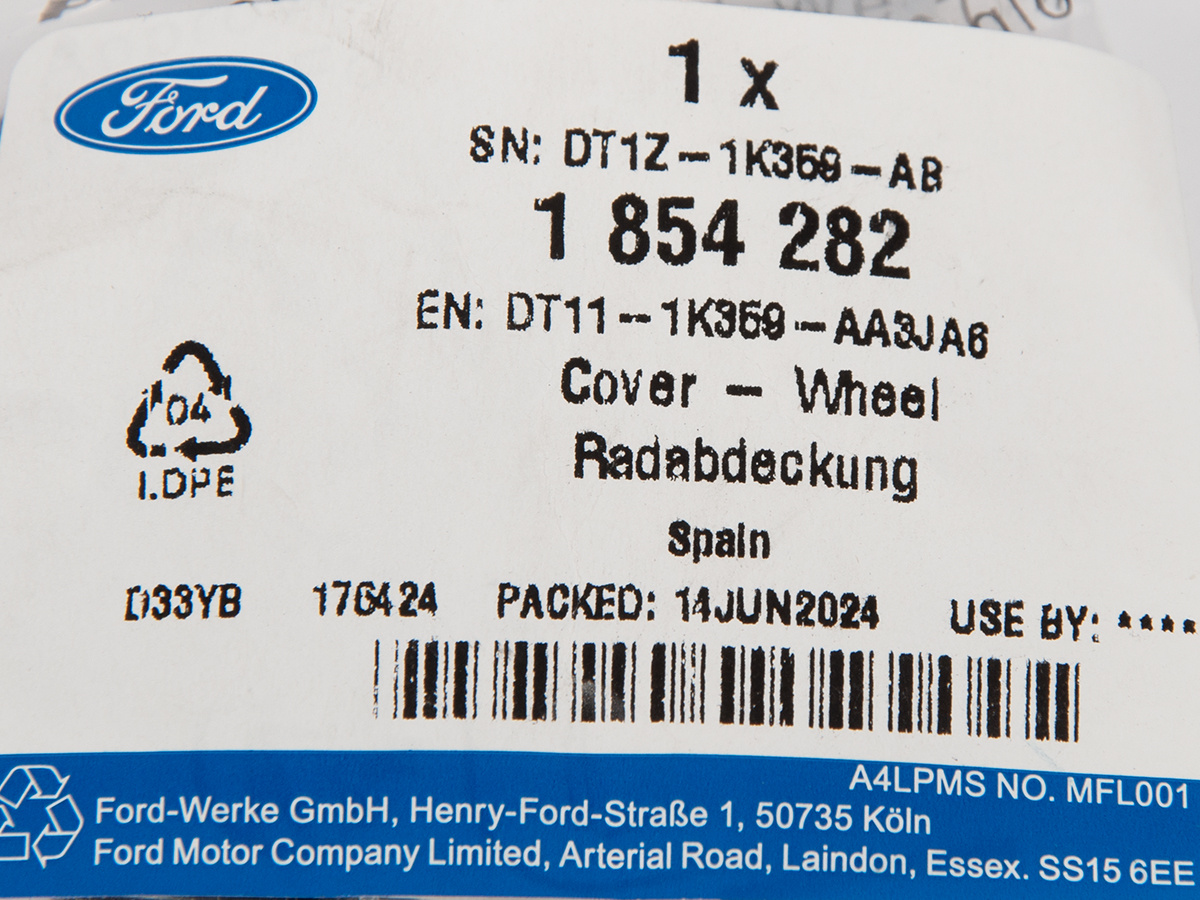 Ford
1 x
SN: DT1Z-1K359-AB
1 854 282
EN: DT11--1K359-AA3JA6
Cover - Wheel
Radabdeckung
04
LDPE
Spain
D33YB 176424 PACKED: 14JUN2024 USE BY: ****
A4LPMS NO. MFL001
Ford-Werke GmbH, Henry-Ford-Straße 1, 50735 Köln
Ford Motor Company Limited, Arterial Road, Laindon, Essex. SS15 6EE